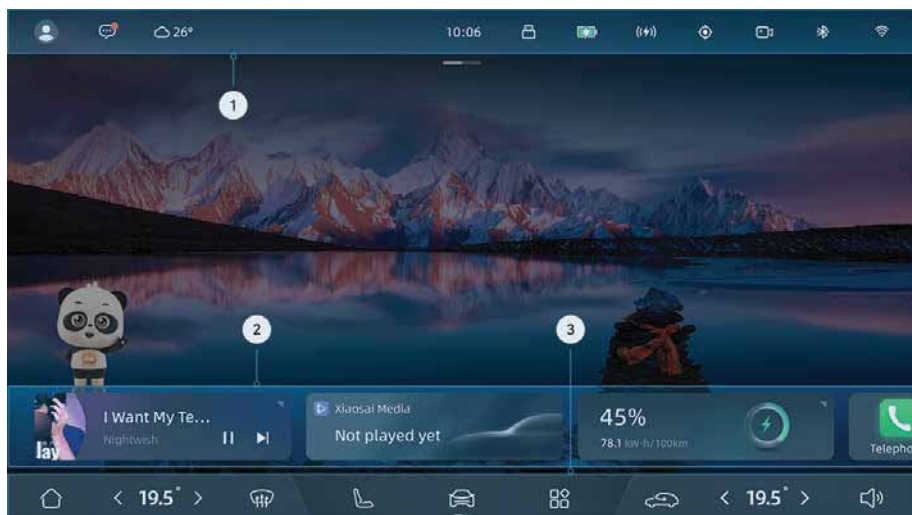 26°
10:06
1
2
3
I Want My Te...
Nightwish
lay
Xiaosai Media
Not played yet
45%
78.1 kw-h/100km
Telepho
< 19.5° >
< 19.5° >